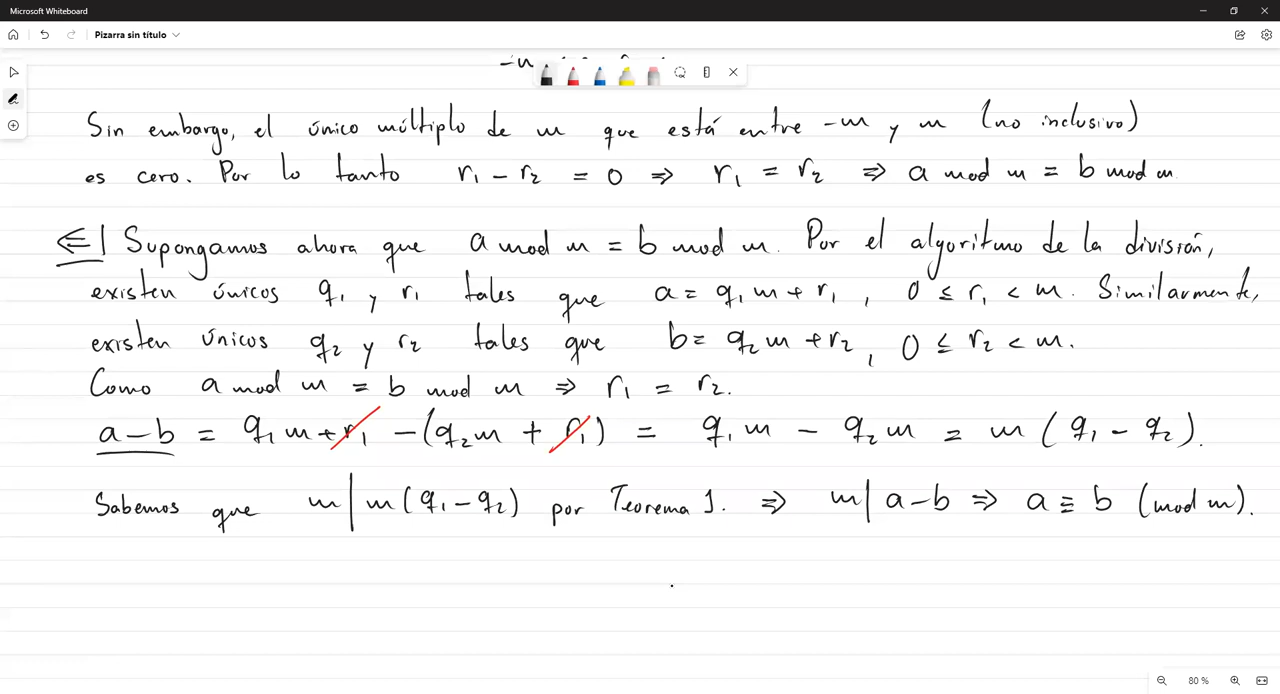 Microsoft Whiteboard
Pizarra sin título
Sin embargo, el único múltiplo de m que está entre -m y m (no inclusivo)
es cero. Por lo tanto r₁ - r₂ = 0 ⇒ r₁ = r₂ ⇒ a mod m = b mod m.
⇐| Supongamos ahora que a mod m = b mod m. Por el algoritmo de la división,
existen únicos q₁ y r₁ tales que a = q₁m + r₁, 0 ≤ r₁ < m. Similarmente,
existen únicos q₂ y r₂ tales que b = q₂m + r₂, 0 ≤ r₂ < m.
Como a mod m = b mod m ⇒ r₁ = r₂.
a - b = q₁m + r₁ - (q₂m + r₁) = q₁m - q₂m = m (q₁ - q₂).
Sabemos que m | m (q₁ - q₂) por Teorema 1. ⇒ m | a - b ⇒ a ≡ b (mod m).
80 %